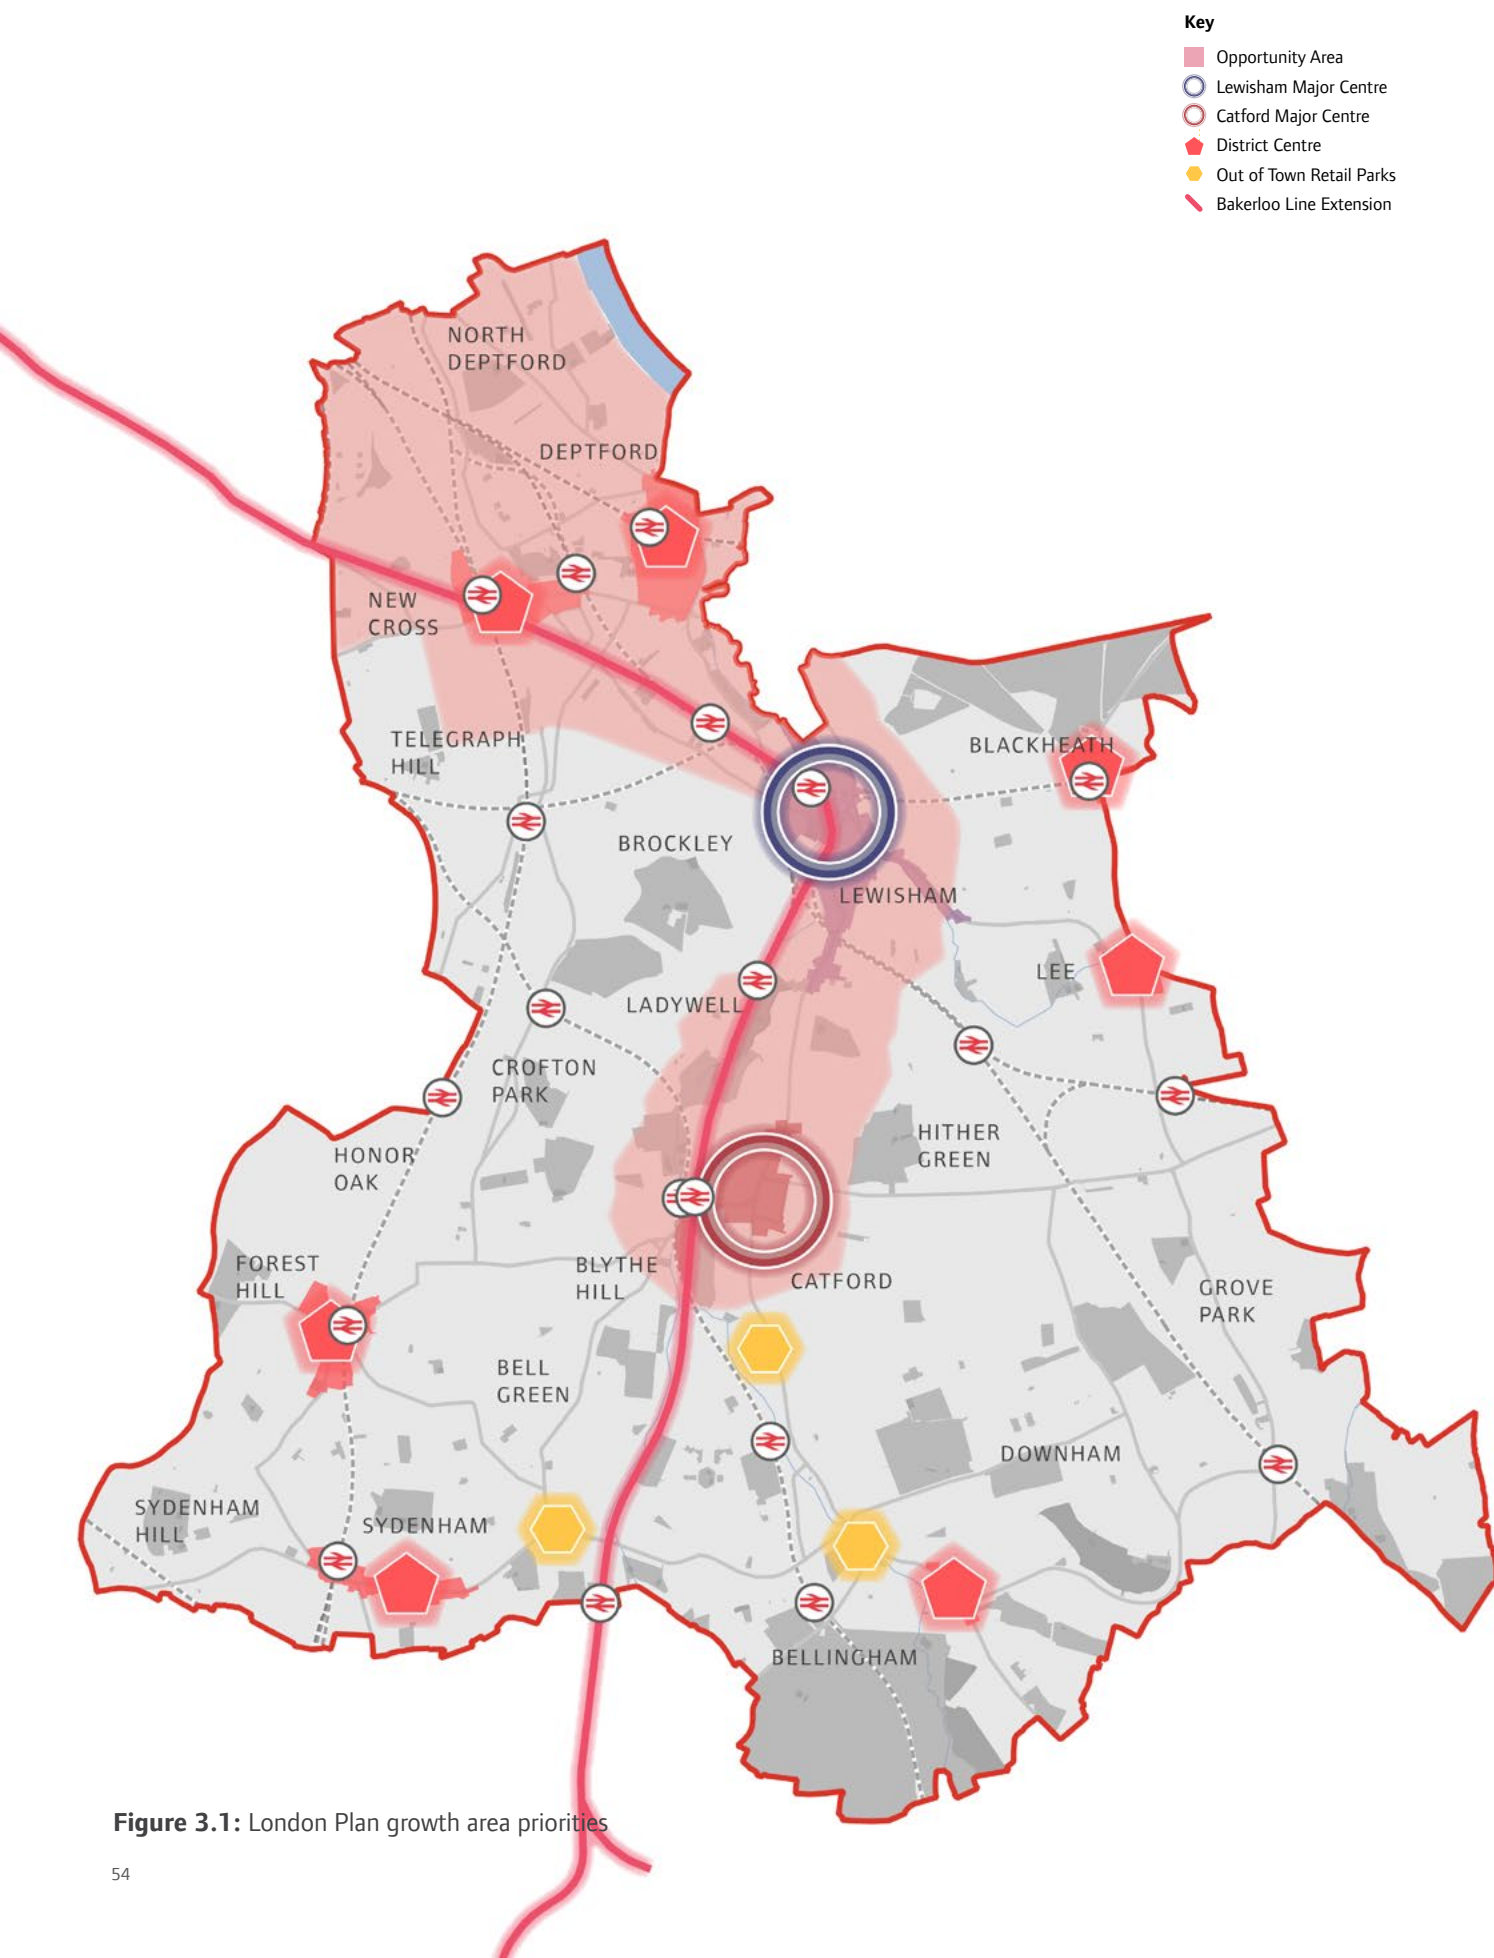 Key
Opportunity Area
Lewisham Major Centre
Catford Major Centre
District Centre
Out of Town Retail Parks
Bakerloo Line Extension
NORTH
DEPTFORD
DEPTFORD
NEW
CROSS
TELEGRAPH
HILL
BLACKHEATH
BROCKLEY
LEWISHAM
LEE
LADYWELL
CROFTON
PARK
HITHER
GREEN
HONOR
OAK
FOREST
HILL
BLYTHE
HILL
CATFORD
GROVE
PARK
BELL
GREEN
DOWNHAM
SYDENHAM
HILL
SYDENHAM
BELLINGHAM
Figure 3.1: London Plan growth area priorities
54